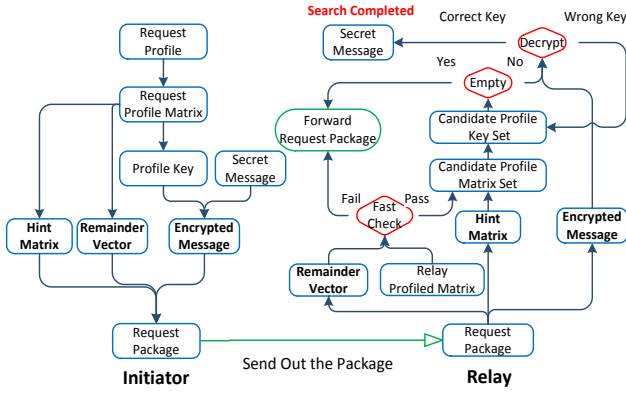 Request
Profile
Request
Profile Matrix
Profile Key
Secret
Message
Hint
Matrix
Remainder
Vector
Encrypted
Message
Request
Package
Initiator
Send Out the Package
Search Completed
Secret
Message
Correct Key
Wrong Key
Decrypt
Yes
No
Empty
Forward
Request Package
Candidate Profile
Key Set
Candidate Profile
Matrix Set
Fail
Pass
Fast
Check
Hint
Matrix
Encrypted
Message
Remainder
Vector
Relay
Profiled Matrix
Request
Package
Relay